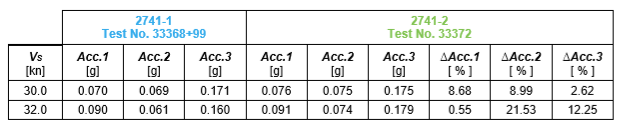 2741-1 2741-2
Test No. 33368+99 Test No. 33372
Vs Acc.1 Acc.2 Acc.3 Acc.1 Acc.2 Acc.3 ΔAcc.1 ΔAcc.2 ΔAcc.3
[kn] [g] [g] [g] [g] [g] [g] [ % ] [ % ] [ % ]
30.0 0.070 0.069 0.171 0.076 0.075 0.175 8.68 8.99 2.62
32.0 0.090 0.061 0.160 0.091 0.074 0.179 0.55 21.53 12.25